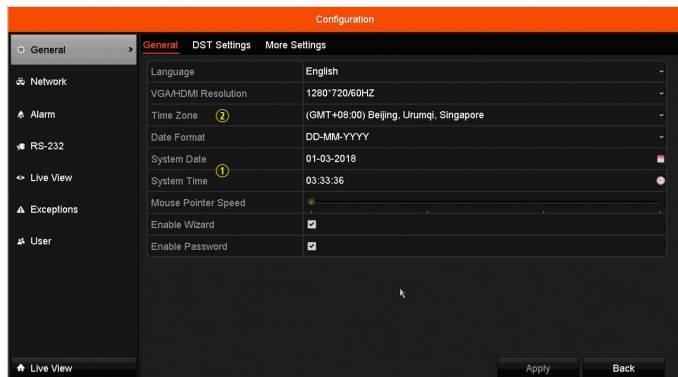 Configuration
General
Network
Alarm
RS-232
Live View
Exceptions
User
Live View
General DST Settings More Settings
Language English
VGA/HDMI Resolution 1280*720/60HZ
Time Zone ② (GMT+08:00) Beijing, Urumqi, Singapore
Date Format DD-MM-YYYY
System Date 01-03-2018
①
System Time 03:33:36
Mouse Pointer Speed
Enable Wizard
Enable Password
Apply Back